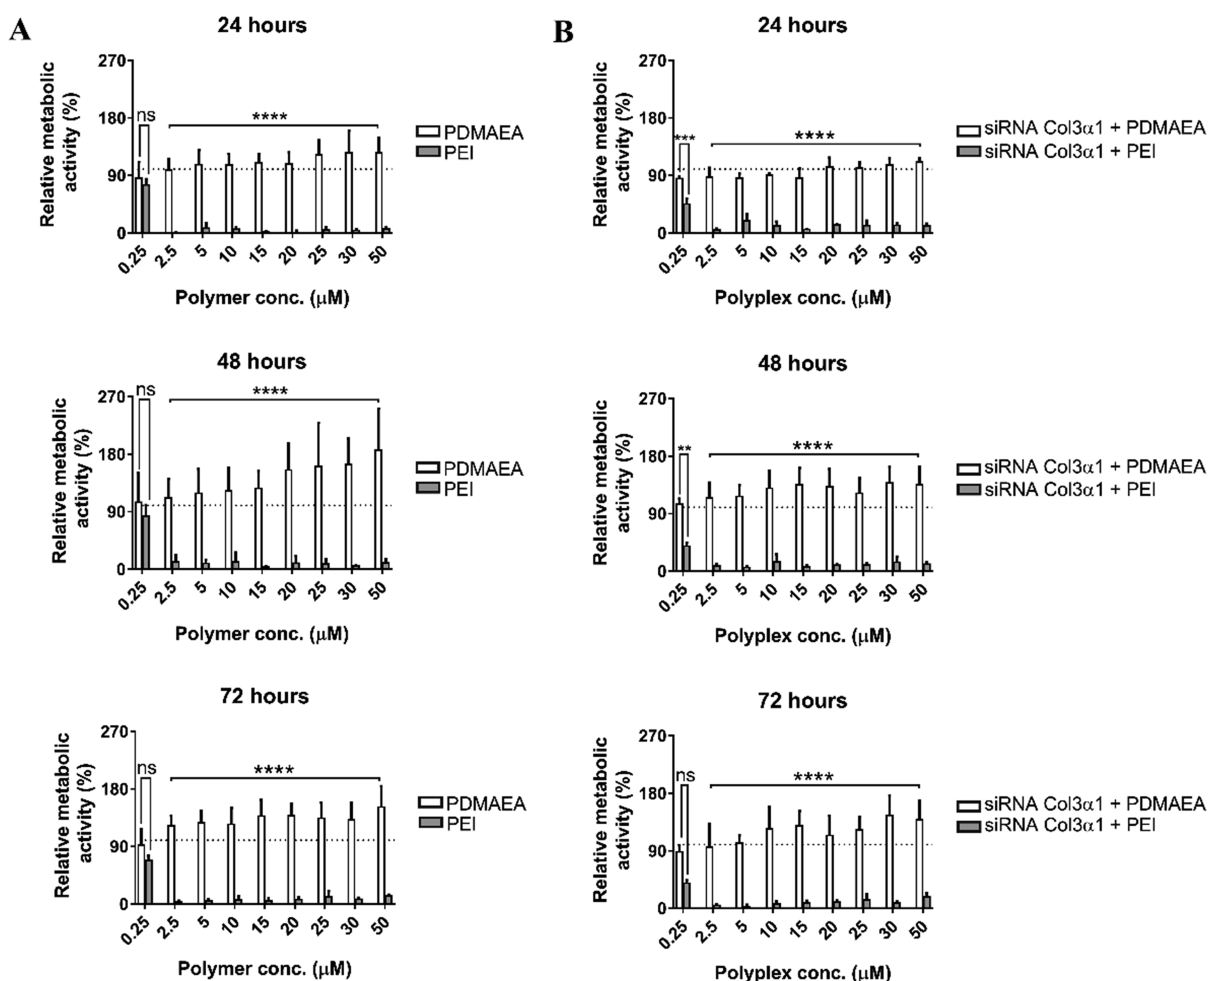 A
24 hours
Relative metabolic
activity (%)
270
180
90
0
ns
****
0.25 2.5 5 10 15 20 25 30 50
Polymer conc. (μM)
PDMAEA
PEI
B
24 hours
Relative metabolic
activity (%)
270
180
90
0
***
****
0.25 2.5 5 10 15 20 25 30 50
Polyplex conc. (μM)
siRNA Col3α1 + PDMAEA
siRNA Col3α1 + PEI
48 hours
Relative metabolic
activity (%)
270
180
90
0
ns
****
0.25 2.5 5 10 15 20 25 30 50
Polymer conc. (μM)
PDMAEA
PEI
48 hours
Relative metabolic
activity (%)
270
180
90
0
**
****
0.25 2.5 5 10 15 20 25 30 50
Polyplex conc. (μM)
siRNA Col3α1 + PDMAEA
siRNA Col3α1 + PEI
72 hours
Relative metabolic
activity (%)
270
180
90
0
ns
****
0.25 2.5 5 10 15 20 25 30 50
Polymer conc. (μM)
PDMAEA
PEI
72 hours
Relative metabolic
activity (%)
270
180
90
0
ns
****
0.25 2.5 5 10 15 20 25 30 50
Polyplex conc. (μM)
siRNA Col3α1 + PDMAEA
siRNA Col3α1 + PEI